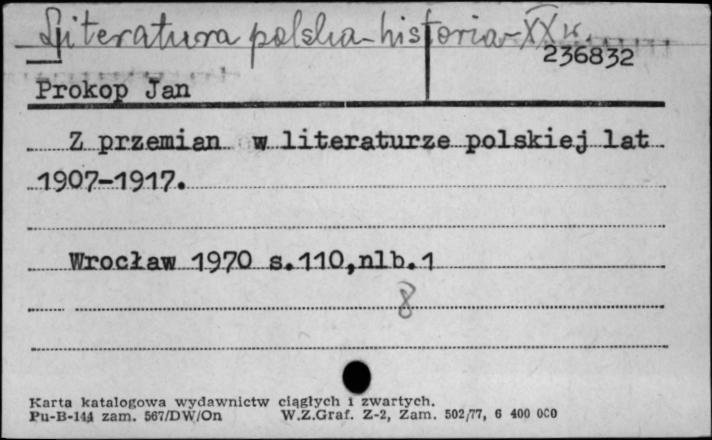 Literatura polska-historia-XX w.
236832
Prokop Jan
Z przemian w literaturze polskiej lat
1907-1917.
Wrocław 1970 s.110,nlb.1
8
Karta katalogowa wydawnictw ciągłych i zwartych.
Pu-B-144 zam. 567/DW/On W.Z.Graf. Z-2, Zam. 502/77, 6 400 000